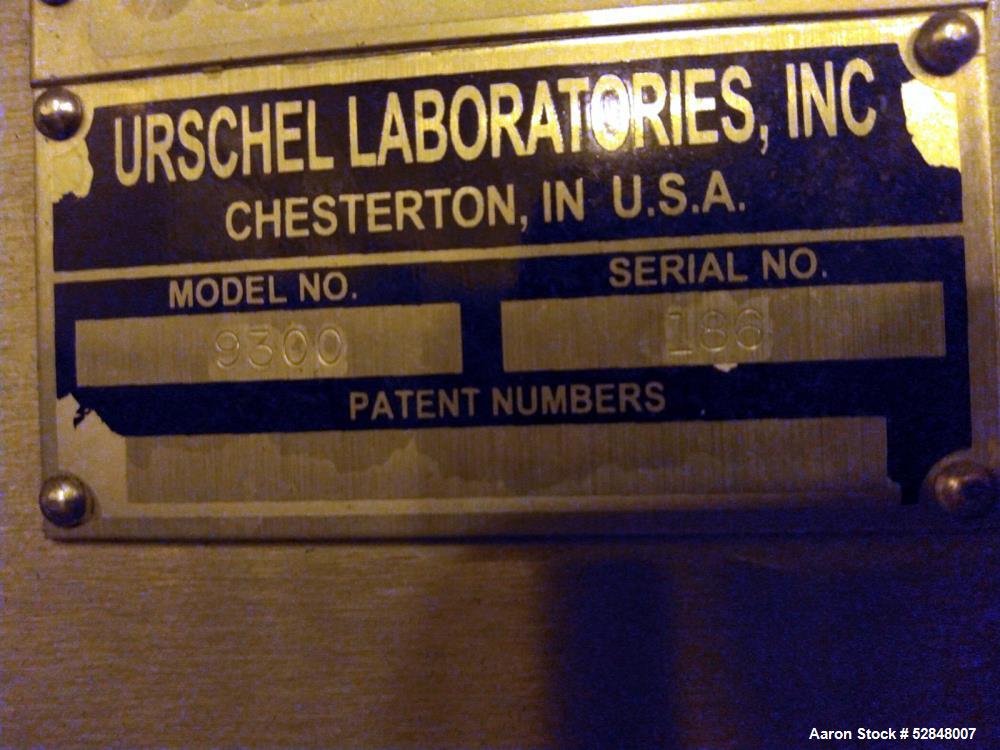 URSCHEL LABORATORIES, INC
CHESTERTON, IN U.S.A.
MODEL NO. SERIAL NO.
9300 186
PATENT NUMBERS
Aaron Stock # 52848007